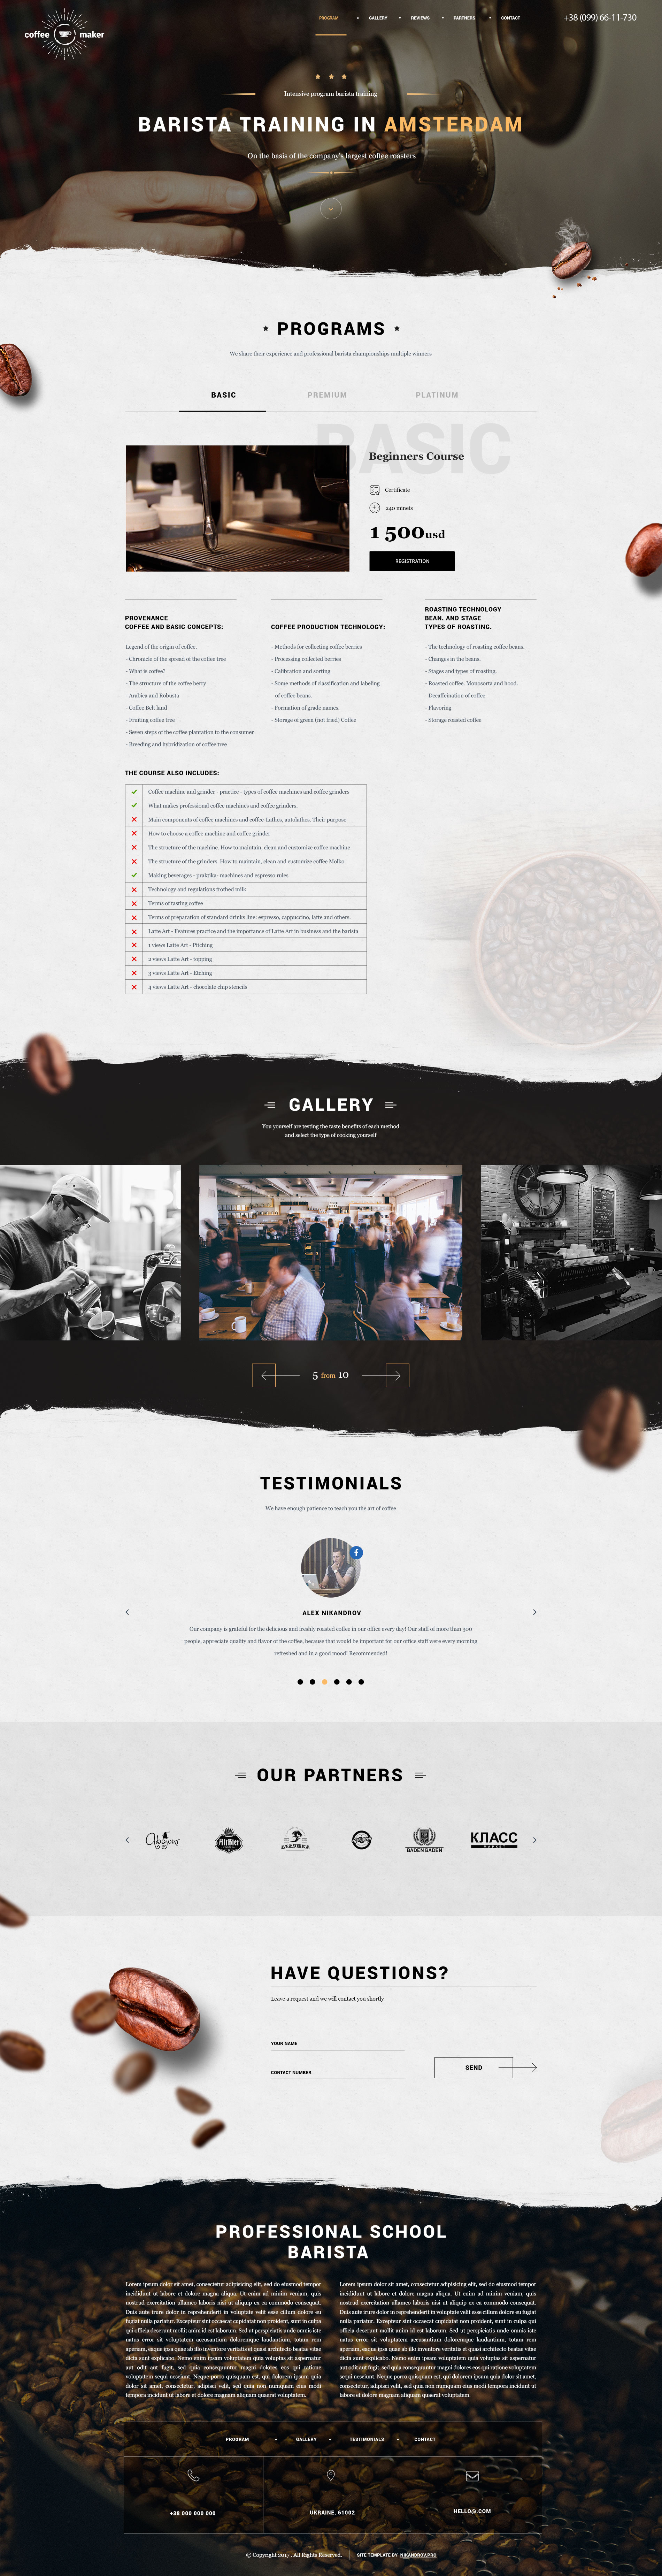 coffee maker
PROGRAM • GALLERY • REVIEWS • PARTNERS • CONTACT
+38 (099) 66-11-730
Intensive program barista training
BARISTA TRAINING IN AMSTERDAM
On the basis of the company's largest coffee roasters
PROGRAMS
We share their experience and professional barista championships multiple winners
BASIC
PREMIUM
PLATINUM
BASIC
Beginners Course
Certificate
240 minets
1 500usd
REGISTRATION
PROVENANCE
COFFEE AND BASIC CONCEPTS:
Legend of the origin of coffee.
- Chronicle of the spread of the coffee tree
- What is coffee?
- The structure of the coffee berry
- Arabica and Robusta
- Coffee Belt land
- Fruiting coffee tree
- Seven steps of the coffee plantation to the consumer
- Breeding and hybridization of coffee tree
COFFEE PRODUCTION TECHNOLOGY:
- Methods for collecting coffee berries
- Processing collected berries
- Calibration and sorting
- Some methods of classification and labeling
of coffee beans.
- Formation of grade names.
- Storage of green (not fried) Coffee
ROASTING TECHNOLOGY
BEAN. AND STAGE
TYPES OF ROASTING.
- The technology of roasting coffee beans.
- Changes in the beans.
- Stages and types of roasting.
- Roasted coffee. Monosorta and bood.
- Decaffeination of coffee
- Flavoring
- Storage roasted coffee
THE COURSE ALSO INCLUDES:
Coffee machine and grinder - practice - types of coffee machines and coffee grinders
What makes professional coffee machines and coffee grinders.
Main components of coffee machines and coffee-Lathes, autolathes. Their purpose
How to choose a coffee machine and coffee grinder
The structure of the machine. How to maintain, clean and customize coffee machine
The structure of the grinders. How to maintain, clean and customize coffee Molko
Making beverages - praktika- machines and espresso rules
Technology and regulations frothed milk
Terms of tasting coffee
Terms of preparation of standard drinks line: espresso, cappuccino, latte and others.
Latte Art - Features practice and the importance of Latte Art in business and the barista
1 views Latte Art - Pitching
2 views Latte Art - topping
3 views Latte Art - Etching
4 views Latte Art - chocolate chip stencils
GALLERY
You yourself are testing the taste benefits of each method
and select the type of cooking yourself
5 from 10
TESTIMONIALS
We have enough patience to teach you the art of coffee
f
ALEX NIKANDROV
Our company is grateful for the delicious and freshly roasted coffee in our office every day! Our staff of more than 300
people, appreciate quality and flavor of the coffee, because that would be important for our office staff were every morning
refreshed and in a good mood! Recommended!
OUR PARTNERS
Abajour
BADEN BADEN
КЛАСС
HAVE QUESTIONS?
Leave a request and we will contact you shortly
YOUR NAME
CONTACT NUMBER
SEND
PROFESSIONAL SCHOOL
BARISTA
Lorem ipsum dolor sit amet, consectetur adipisicing elit, sed do eiusmod tempor
incididunt ut labore et dolore magna aliqua. Ut enim ad minim veniam, quis
nostrud exercitation ullamco laboris nisi ut aliquip ex ea commodo consequat.
Duis aute irure dolor in reprehenderit in voluptate velit esse cillum dolore eu
fugiat nulla pariatur. Excepteur sint occaecat cupidatat non proident, sunt in culpa
qui officia deserunt mollit anim id est laborum. Sed ut perspiciatis unde omnis iste
natus error sit voluptatem accusantium doloremque laudantium, totam rem
aperiam, eaque ipsa quae ab illo inventore veritatis et quasi architecto beatae vitae
dicta sunt explicabo. Nemo enim ipsam voluptatem quia voluptas sit aspernatur
aut odit aut fugit, sed quia consequuntur magni dolores eos qui ratione
voluptatem sequi nesciunt. Neque porro quisquam est, qui dolorem ipsum quia
dolor sit amet, consectetur, adipisci velit, sed quia non numquam eius modi
tempora incidunt ut labore et dolore magnam aliquam quaerat voluptatem.
Lorem ipsum dolor sit amet, consectetur adipisicing elit, sed do eiusmod tempor
incididunt ut labore et dolore magna aliqua. Ut enim ad minim veniam, quis
nostrud exercitation ullamco laboris nisi ut aliquip ex ea commodo consequat.
Duis aute irure dolor in reprehenderit in voluptate velit esse cillum dolore eu fugiat
nulla pariatur. Excepteur sint occaecat cupidatat non proident, sunt in culpa qui
officia deserunt mollit anim id est laborum. Sed ut perspiciatis unde omnis iste
natus error sit voluptatem accusantium doloremque laudantium, totam rem
aperiam, eaque ipsa quae ab illo inventore veritatis et quasi architecto beatae vitae
dicta sunt explicabo. Nemo enim ipsam voluptatem quia voluptas sit aspernatur
aut odit aut fugit, sed quia consequuntur magni dolores eos qui ratione voluptatem
sequi nesciunt. Neque porro quisquam est, qui dolorem ipsum quia dolor sit amet,
consectetur, adipisci velit, sed quia non numquam eius modi tempora incidunt ut
labore et dolore magnam aliquam quaerat voluptatem.
PROGRAM • GALLERY • TESTIMONIALS • CONTACT
+38 000 000 000
UKRAINE, 61002
HELLO@.COM
© Copyright 2017 . All Rights Reserved. | SITE TEMPLATE BY NIKANDROV.PRO